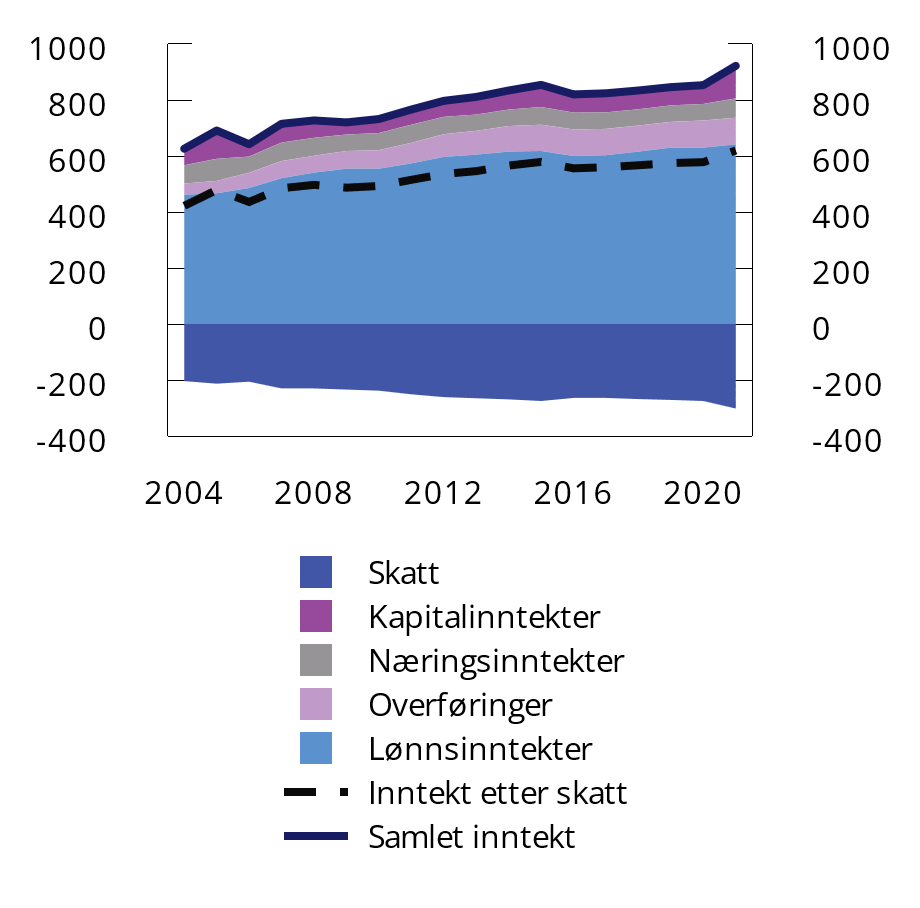 1000 1000
800 800
600 600
400 400
200 200
0 0
-200 -200
-400 -400
2004 2008 2012 2016 2020
Skatt
Kapitalinntekter
Næringsinntekter
Overføringer
Lønnsinntekter
Inntekt etter skatt
Samlet inntekt